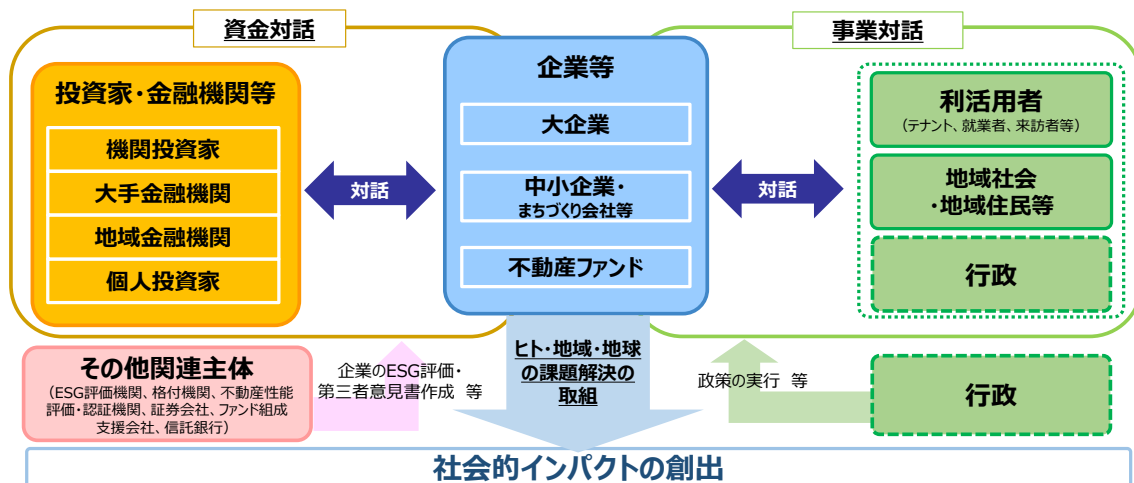 資金対話
投資家・金融機関等
機関投資家
大手金融機関
地域金融機関
個人投資家
対話
企業等
大企業
中小企業・
まちづくり会社等
不動産ファンド
対話
事業対話
利活用者
（テナント、就業者、来訪者等）
地域社会
・地域住民等
行政
その他関連主体
（ESG評価機関、格付機関、不動産性能
評価・認証機関、証券会社、ファンド組成
支援会社、信託銀行）
企業のESG評価・
第三者意見書作成 等
ヒト・地域・地球
の課題解決の
取組
政策の実行 等
行政
社会的インパクトの創出